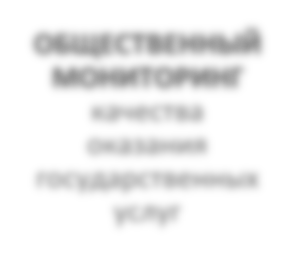 ОБЩЕСТВЕННЫЙ
МОНИТОРИНГ
качества
оказания
государственных
услуг